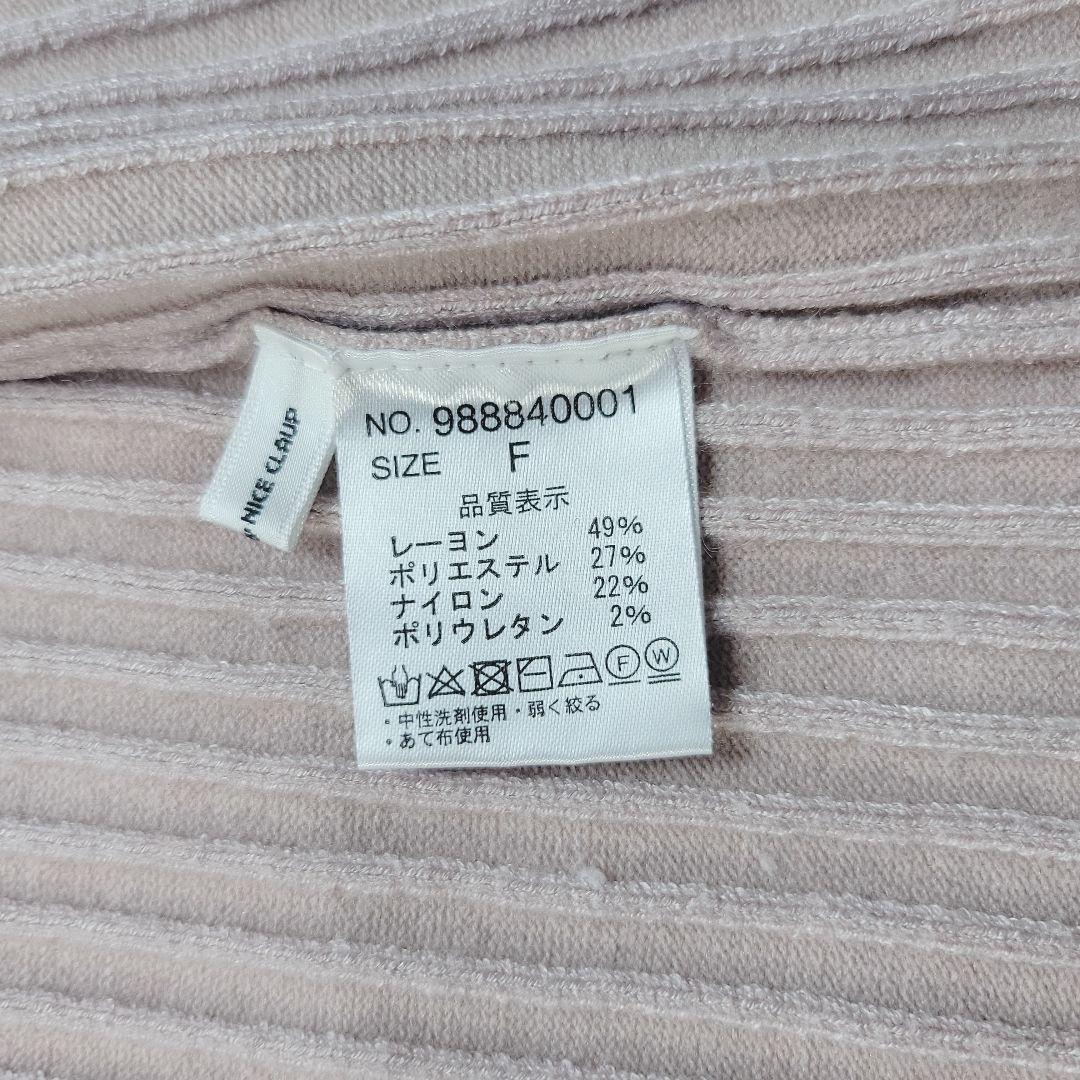 NICE CLAUP
NO. 988840001
SIZE F
品質表示
レーヨン 49%
ポリエステル 27%
ナイロン 22%
ポリウレタン 2%
F W
・中性洗剤使用・弱く絞る
・あて布使用